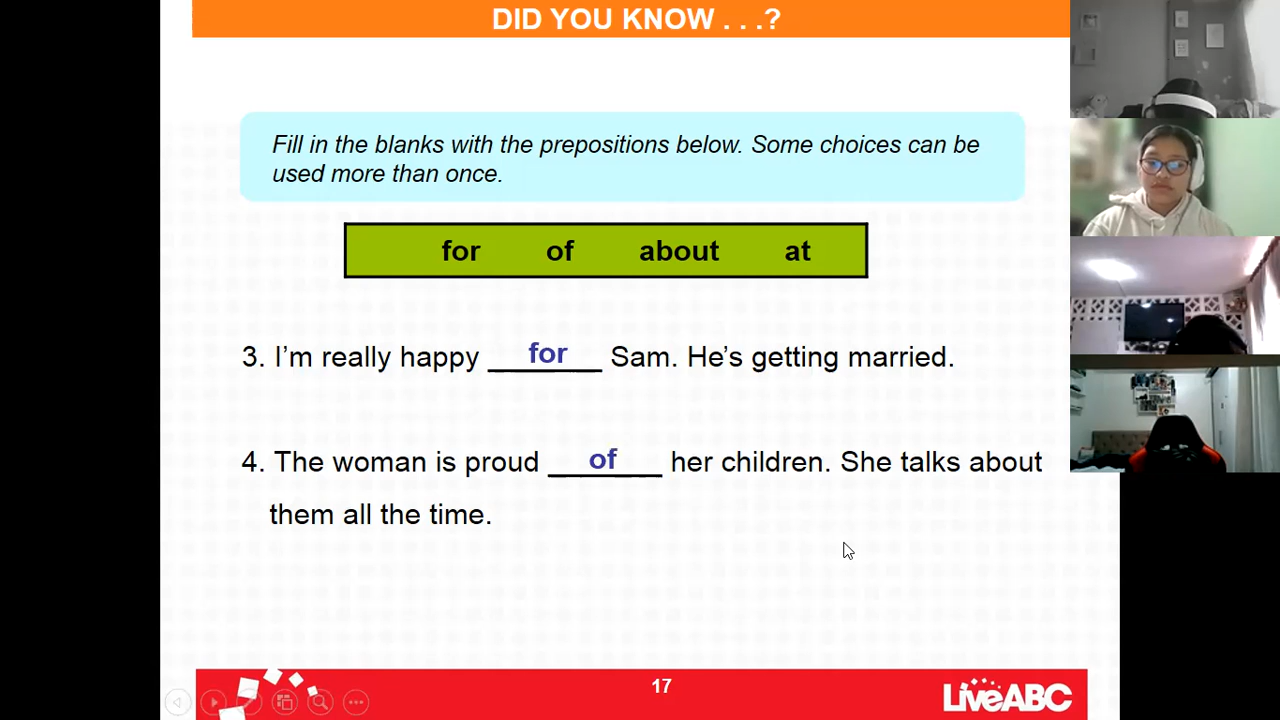 DID YOU KNOW . . .?
Fill in the blanks with the prepositions below. Some choices can be
used more than once.
for of about at
3. I'm really happy for Sam. He's getting married.
4. The woman is proud of her children. She talks about
them all the time.
17
LiveABC